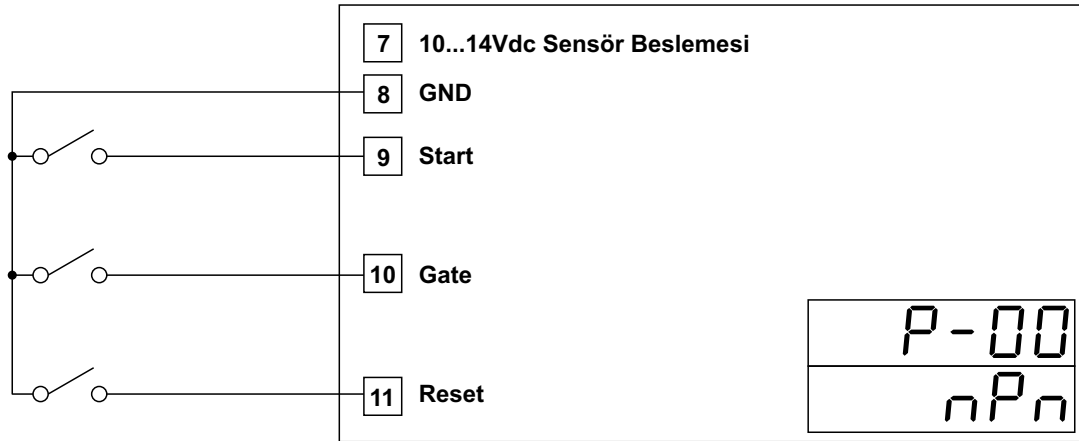 7 10...14Vdc Sensör Beslemesi
8 GND
9 Start
10 Gate
11 Reset
P-00
nPn